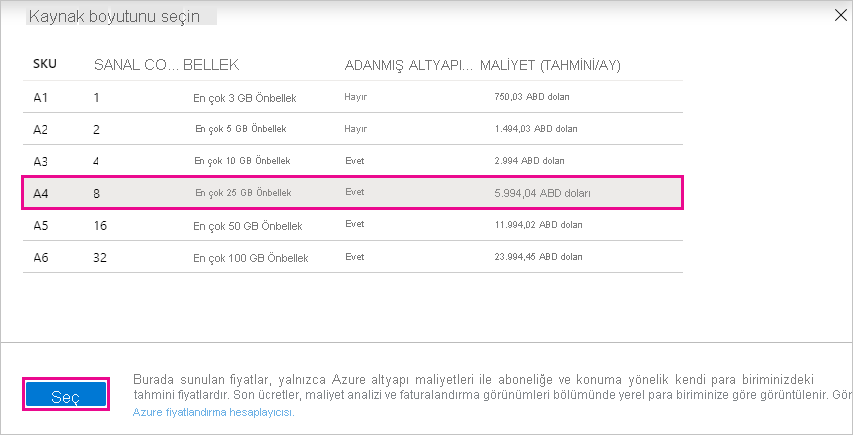 Kaynak boyutunu seçin
SKU SANAL CO... BELLEK ADANMIŞ ALTYAPI... MALİYET (TAHMİNİ/AY)
A1 1 En çok 3 GB Önbellek Hayır 750,03 ABD doları
A2 2 En çok 5 GB Önbellek Hayır 1.494,03 ABD doları
A3 4 En çok 10 GB Önbellek Evet 2.994 ABD doları
A4 8 En çok 25 GB Önbellek Evet 5.994,04 ABD doları
A5 16 En çok 50 GB Önbellek Evet 11.994,02 ABD doları
A6 32 En çok 100 GB Önbellek Evet 23.994,45 ABD doları
Seç
Burada sunulan fiyatlar, yalnızca Azure altyapı maliyetleri ile aboneliğe ve konuma yönelik kendi para biriminizdeki
tahmini fiyatlardır. Son ücretler, maliyet analizi ve faturalandırma görünümleri bölümünde yerel para biriminize göre görüntülenir. Gör
Azure fiyatlandırma hesaplayıcısı.